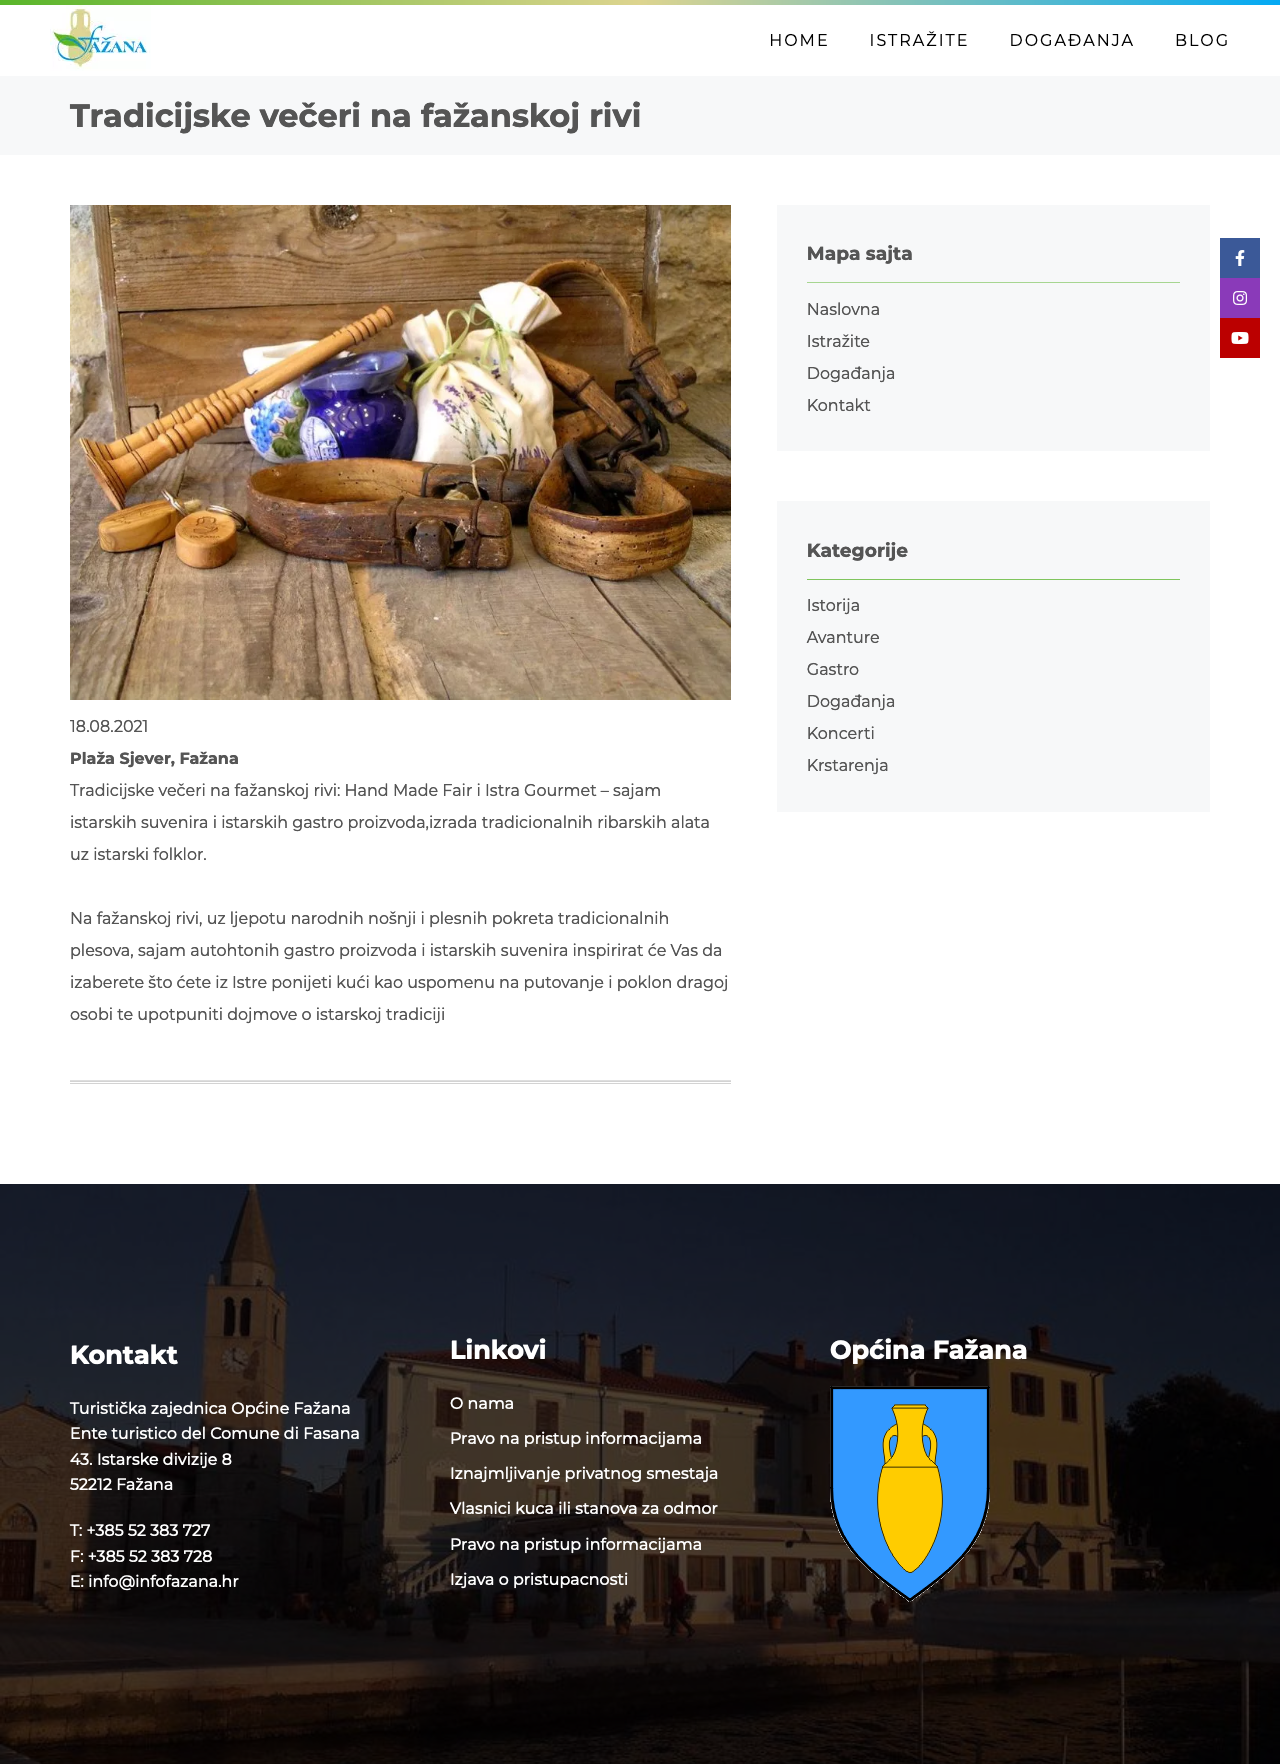 FAŽANA
HOME ISTRAŽITE DOGAĐANJA BLOG
Tradicijske večeri na fažanskoj rivi
18.08.2021
Plaža Sjever, Fažana
Tradicijske večeri na fažanskoj rivi: Hand Made Fair i Istra Gourmet – sajam
istarskih suvenira i istarskih gastro proizvoda,izrada tradicionalnih ribarskih alata
uz istarski folklor.
Na fažanskoj rivi, uz ljepotu narodnih nošnji i plesnih pokreta tradicionalnih
plesova, sajam autohtonih gastro proizvoda i istarskih suvenira inspirirat će Vas da
izaberete što ćete iz Istre ponijeti kući kao uspomenu na putovanje i poklon dragoj
osobi te upotpuniti dojmove o istarskoj tradiciji
Mapa sajta
Naslovna
Istražite
Događanja
Kontakt
Kategorije
Istorija
Avanture
Gastro
Događanja
Koncerti
Krstarenja
Kontakt
Turistička zajednica Općine Fažana
Ente turistico del Comune di Fasana
43. Istarske divizije 8
52212 Fažana
T: +385 52 383 727
F: +385 52 383 728
E: info@infofazana.hr
Linkovi
O nama
Pravo na pristup informacijama
Iznajmljivanje privatnog smestaja
Vlasnici kuca ili stanova za odmor
Pravo na pristup informacijama
Izjava o pristupacnosti
Općina Fažana